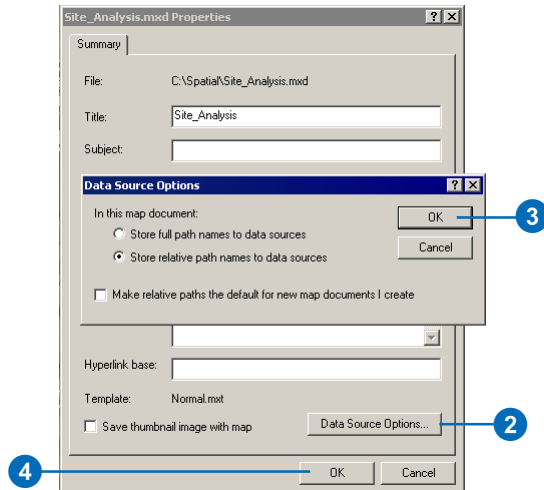 Site_Analysis.mxd Properties
Summary
File: C:\Spatial\Site_Analysis.mxd
Title: Site_Analysis
Subject:
Data Source Options
In this map document:
Store full path names to data sources
Store relative path names to data sources
Make relative paths the default for new map documents I create
OK
3
Cancel
Hyperlink base:
Template: Normal.mxt
Save thumbnail image with map
Data Source Options...
2
4
OK
Cancel